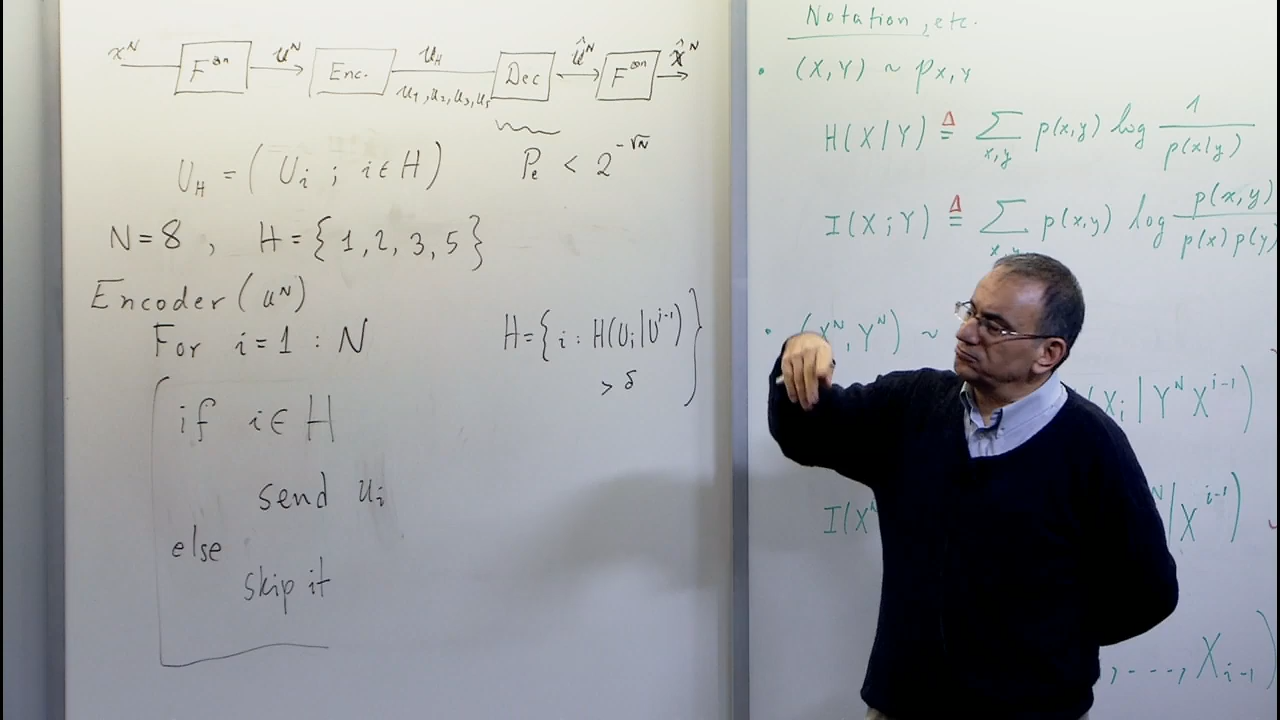 x^N F^⊗n u^N Enc. u_H Dec û^N F^⊗n x̂^N
u_1, u_2, u_3, u_5
U_H = (U_i ; i ∈ H) P_e < 2^{-√N}
N = 8 , H = {1, 2, 3, 5}
Encoder (u^N)
For i = 1 : N
if i ∈ H
send u_i
else
skip it
H = { i : H(U_i | U^{i-1})
> δ }
Notation, etc.
• (X, Y) ~ p_{X,Y}
H(X|Y) ≜ Σ_{x,y} p(x,y) log 1 / p(x|y)
I(X;Y) ≜ Σ_{x,y} p(x,y) log p(x,y) / p(x) p(y)
• (X^N, Y^N) ~
X_i | Y^N X^{i-1})
I(X^N | X^{i-1})
, ..., X_{i-1})